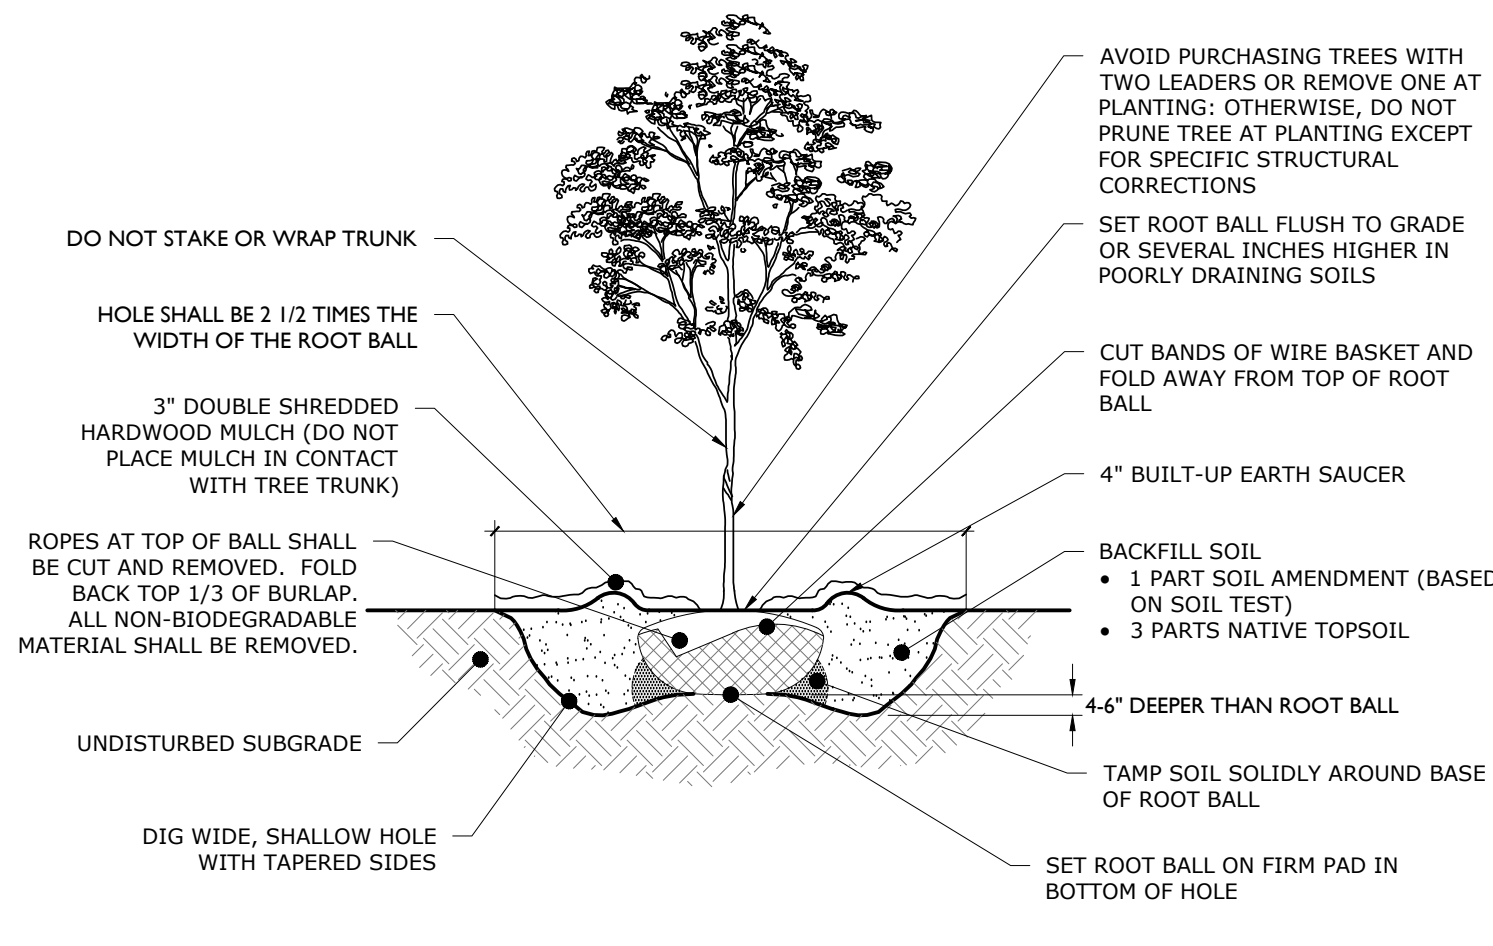 DO NOT STAKE OR WRAP TRUNK
HOLE SHALL BE 2 1/2 TIMES THE
WIDTH OF THE ROOT BALL
3" DOUBLE SHREDDED
HARDWOOD MULCH (DO NOT
PLACE MULCH IN CONTACT
WITH TREE TRUNK)
ROPES AT TOP OF BALL SHALL
BE CUT AND REMOVED. FOLD
BACK TOP 1/3 OF BURLAP.
ALL NON-BIODEGRADABLE
MATERIAL SHALL BE REMOVED.
UNDISTURBED SUBGRADE
DIG WIDE, SHALLOW HOLE
WITH TAPERED SIDES
AVOID PURCHASING TREES WITH
TWO LEADERS OR REMOVE ONE AT
PLANTING: OTHERWISE, DO NOT
PRUNE TREE AT PLANTING EXCEPT
FOR SPECIFIC STRUCTURAL
CORRECTIONS
SET ROOT BALL FLUSH TO GRADE
OR SEVERAL INCHES HIGHER IN
POORLY DRAINING SOILS
CUT BANDS OF WIRE BASKET AND
FOLD AWAY FROM TOP OF ROOT
BALL
4" BUILT-UP EARTH SAUCER
BACKFILL SOIL
• 1 PART SOIL AMENDMENT (BASED
ON SOIL TEST)
• 3 PARTS NATIVE TOPSOIL
4-6" DEEPER THAN ROOT BALL
TAMP SOIL SOLIDLY AROUND BASE
OF ROOT BALL
SET ROOT BALL ON FIRM PAD IN
BOTTOM OF HOLE